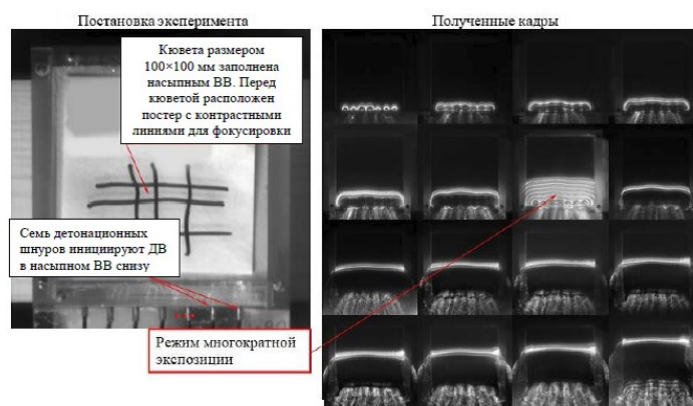 Постановка эксперимента
Полученные кадры
Кювета размером
100×100 мм заполнена
насыпным ВВ. Перед
кюветой расположен
постер с контрастными
линиями для фокусировки
Семь детонационных
шнуров инициируют ДВ
в насыпном ВВ снизу
Режим многократной
экспозиции